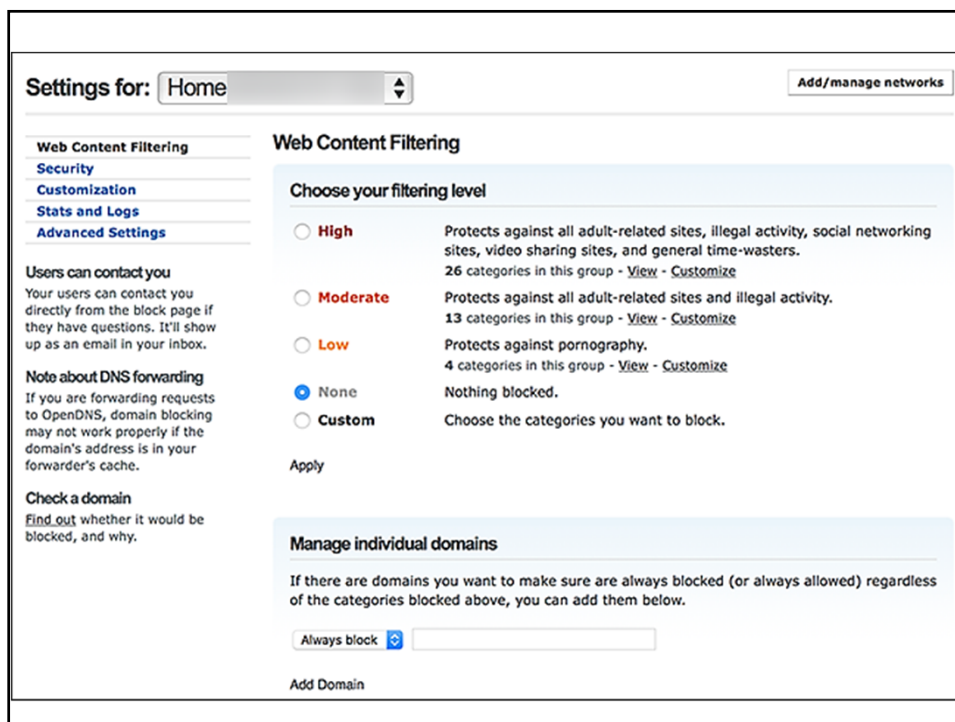 Settings for: Home
Add/manage networks
Web Content Filtering
Security
Customization
Stats and Logs
Advanced Settings
Users can contact you
Your users can contact you
directly from the block page if
they have questions. It'll show
up as an email in your inbox.
Note about DNS forwarding
If you are forwarding requests
to OpenDNS, domain blocking
may not work properly if the
domain's address is in your
forwarder's cache.
Check a domain
Find out whether it would be
blocked, and why.
Web Content Filtering
Choose your filtering level
High Protects against all adult-related sites, illegal activity, social networking
sites, video sharing sites, and general time-wasters.
26 categories in this group - View - Customize
Moderate Protects against all adult-related sites and illegal activity.
13 categories in this group - View - Customize
Low Protects against pornography.
4 categories in this group - View - Customize
None Nothing blocked.
Custom Choose the categories you want to block.
Apply
Manage individual domains
If there are domains you want to make sure are always blocked (or always allowed) regardless
of the categories blocked above, you can add them below.
Always block
Add Domain